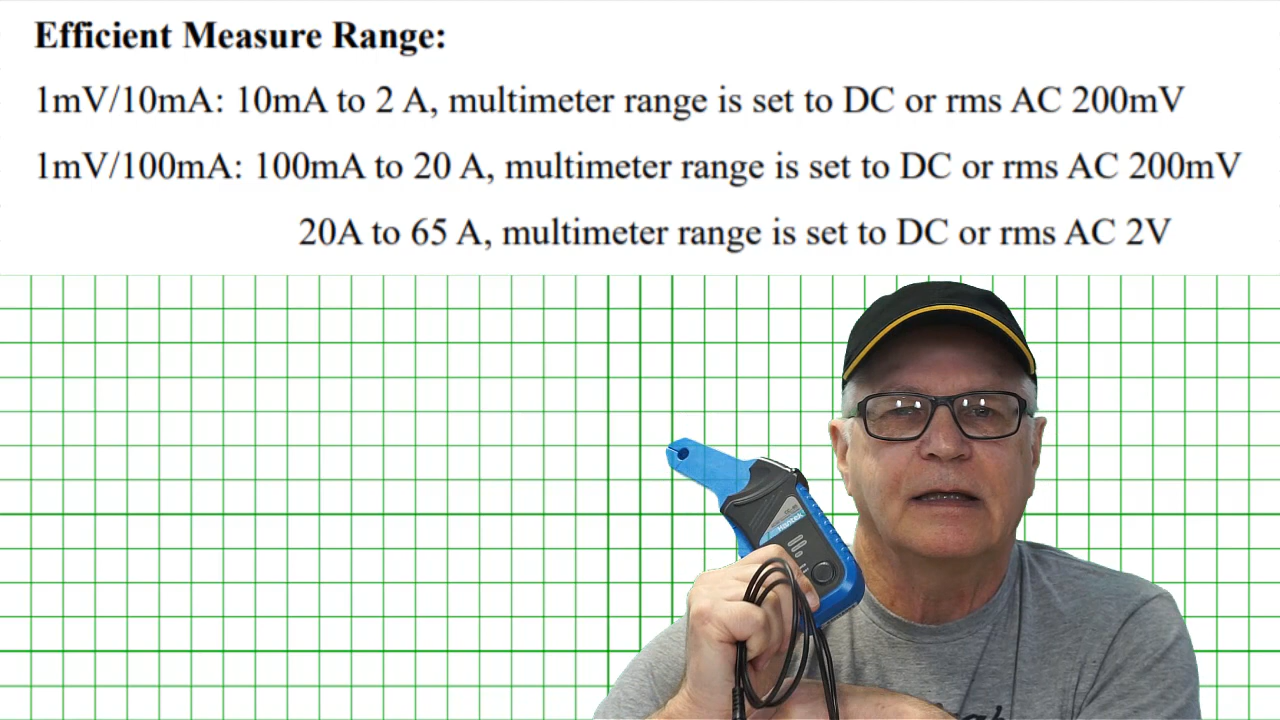 Efficient Measure Range:
1mV/10mA: 10mA to 2 A, multimeter range is set to DC or rms AC 200mV
1mV/100mA: 100mA to 20 A, multimeter range is set to DC or rms AC 200mV
20A to 65 A, multimeter range is set to DC or rms AC 2V
Hantek